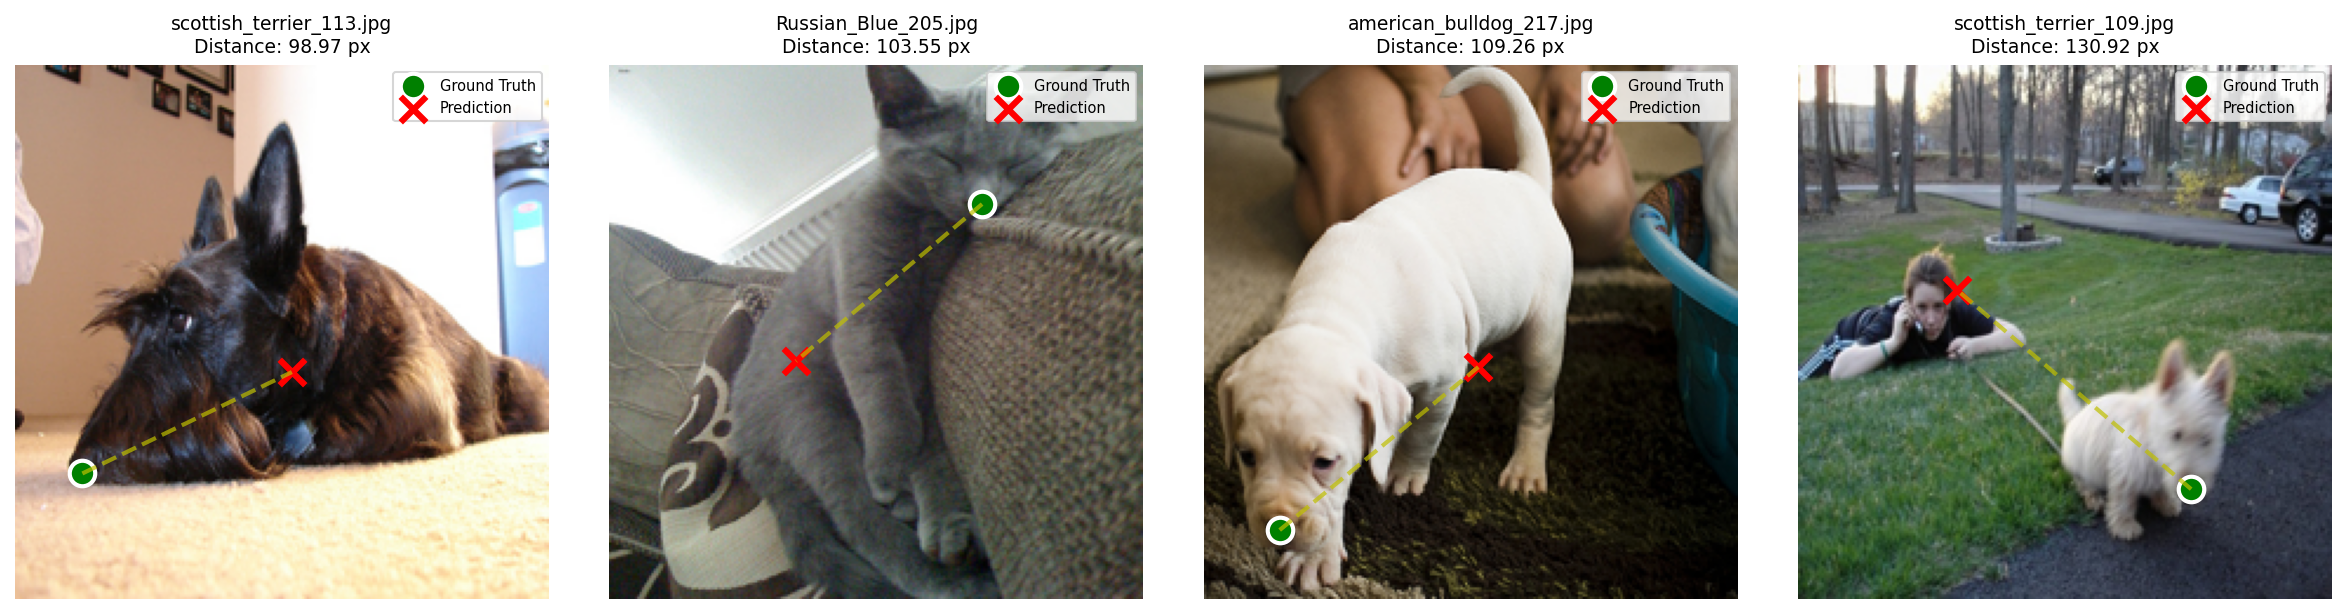 scottish_terrier_113.jpg
Distance: 98.97 px
Ground Truth
Prediction
Russian_Blue_205.jpg
Distance: 103.55 px
Ground Truth
Prediction
american_bulldog_217.jpg
Distance: 109.26 px
Ground Truth
Prediction
scottish_terrier_109.jpg
Distance: 130.92 px
Ground Truth
Prediction